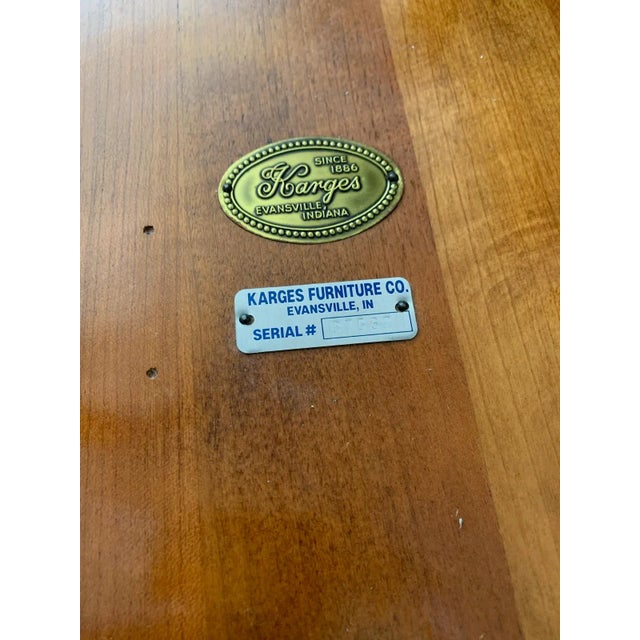 SINCE
1886
Karges
EVANSVILLE,
INDIANA
KARGES FURNITURE CO.
EVANSVILLE, IN
SERIAL #